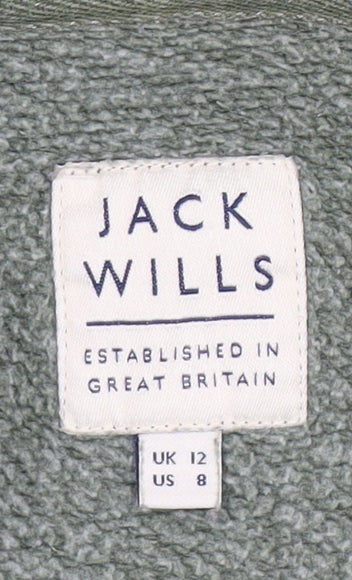 JACK
WILLS
ESTABLISHED IN
GREAT BRITAIN
UK 12
US 8